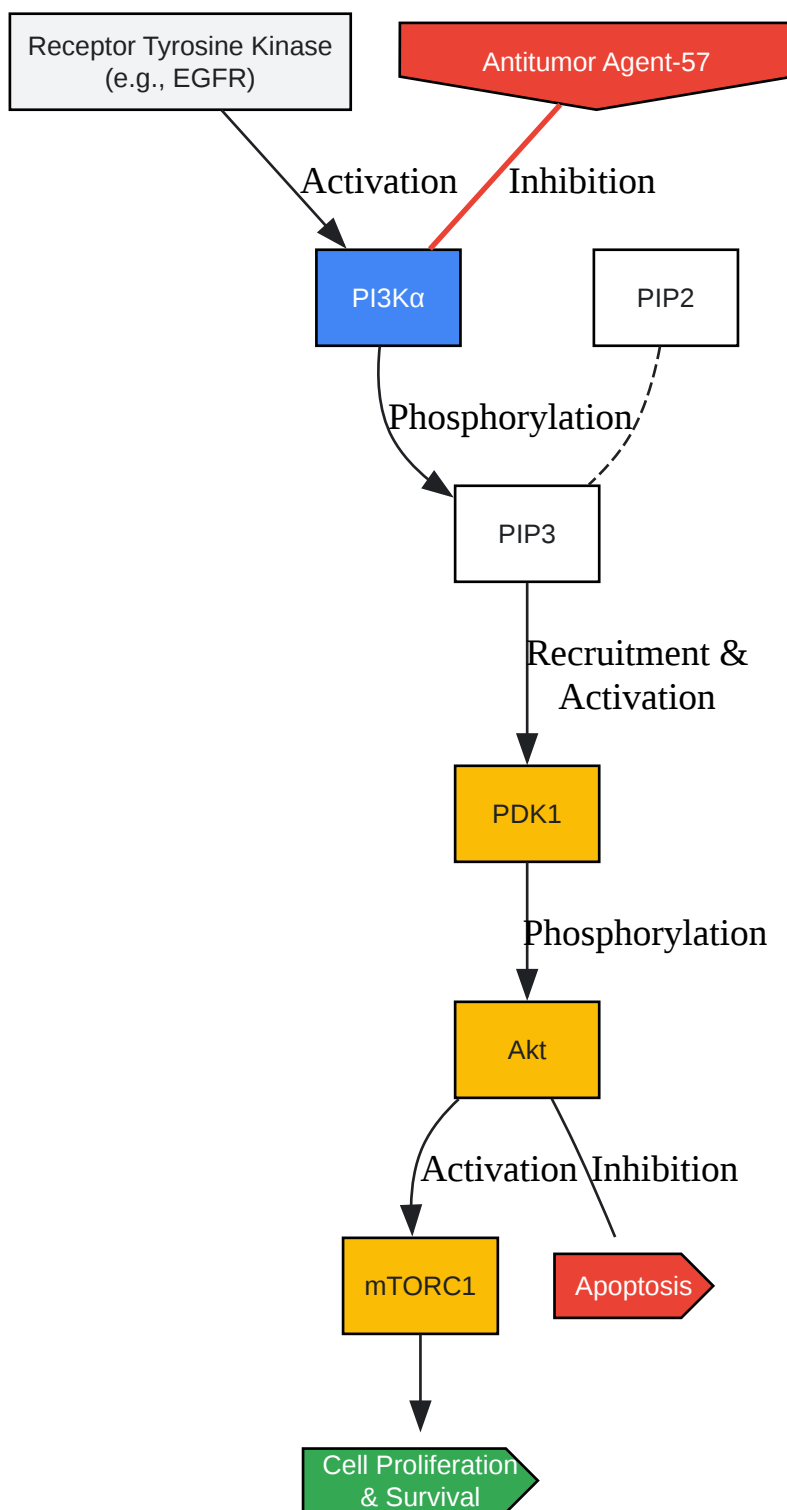 Receptor Tyrosine Kinase
(e.g., EGFR)
Antitumor Agent-57
Activation
Inhibition
PI3Kα
PIP2
Phosphorylation
PIP3
Recruitment &
Activation
PDK1
Phosphorylation
Akt
Activation
Inhibition
mTORC1
Apoptosis
Cell Proliferation
& Survival